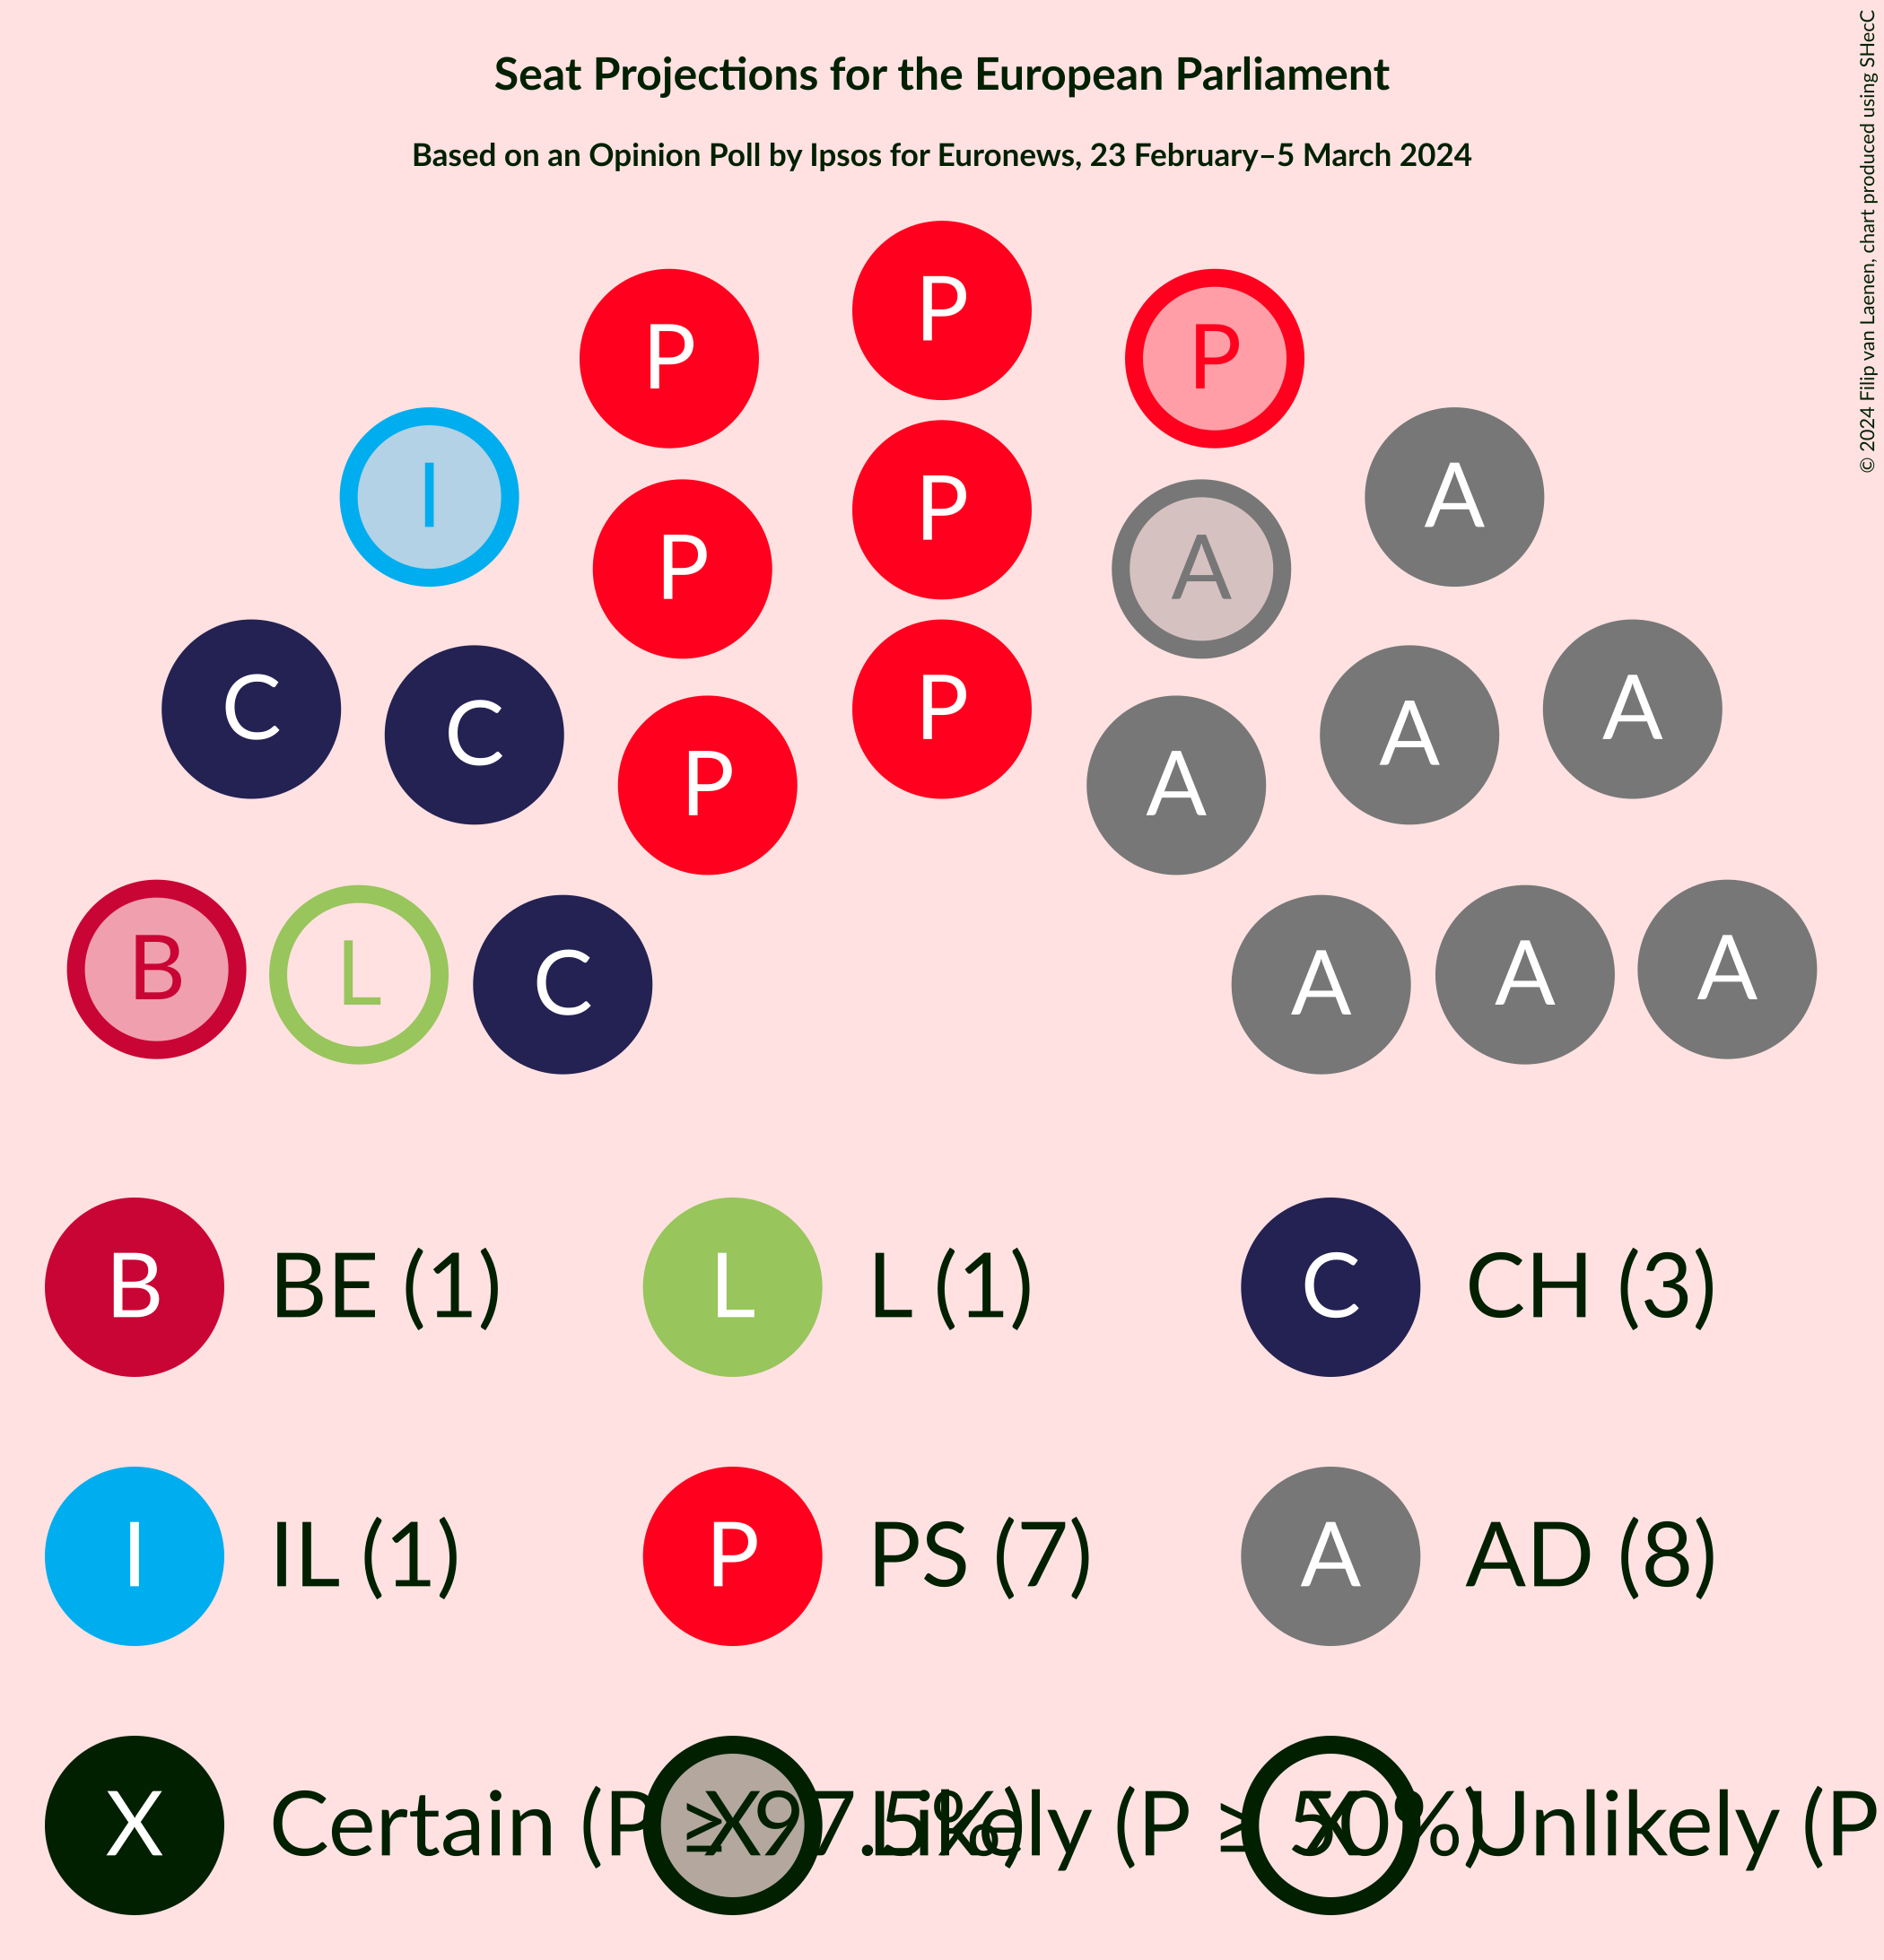 Seat Projections for the European Parliament
Based on an Opinion Poll by Ipsos for Euronews, 23 February–5 March 2024
© 2024 Filip van Laenen, chart produced using SHecC
P
P
P
I
P
P
A
A
C
C
P
P
A
A
A
B
L
C
A
A
A
B BE (1) L L (1) C CH (3)
I IL (1) P PS (7) A AD (8)
X Certain (P ≥ 97.5%) X Likely (P ≥ 50%) X Unlikely (P